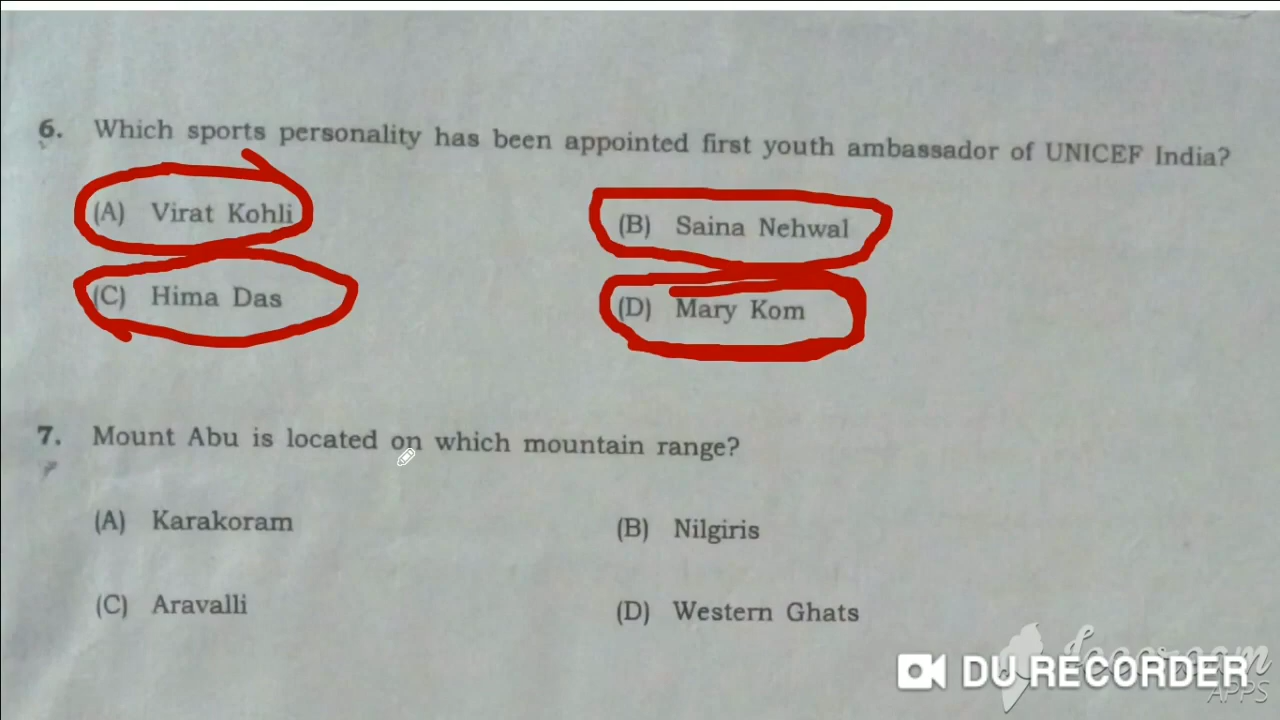 6. Which sports personality has been appointed first youth ambassador of UNICEF India?
(A) Virat Kohli (B) Saina Nehwal
(C) Hima Das (D) Mary Kom
7. Mount Abu is located on which mountain range?
(A) Karakoram (B) Nilgiris
(C) Aravalli (D) Western Ghats
DU RECORDER
APPS